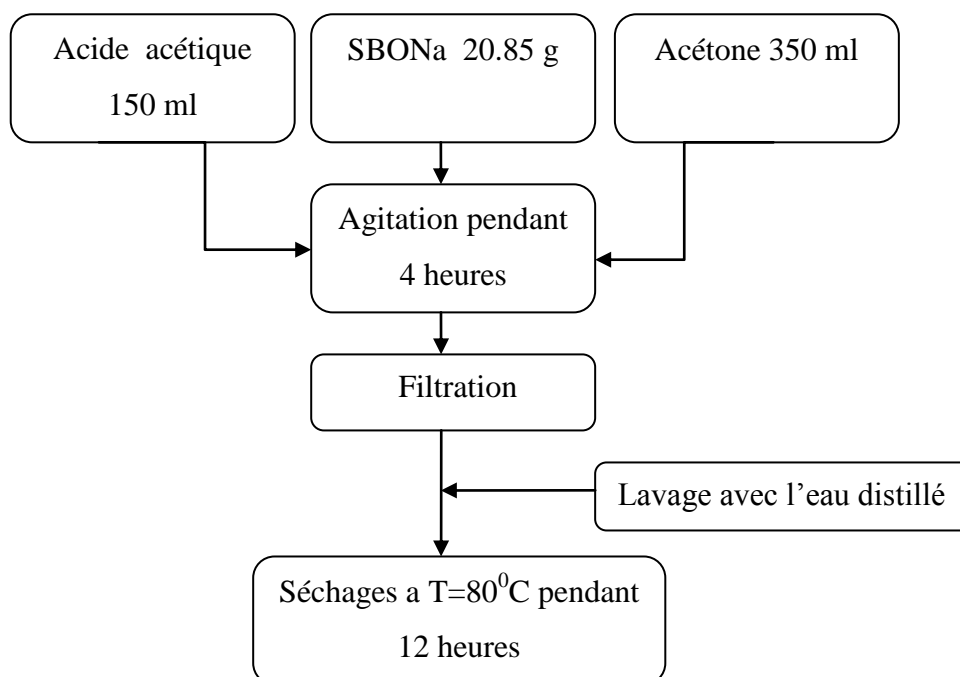 Acide acétique
150 ml
SBONa 20.85 g
Acétone 350 ml
Agitation pendant
4 heures
Filtration
Lavage avec l’eau distillé
Séchages a T=80⁰C pendant
12 heures